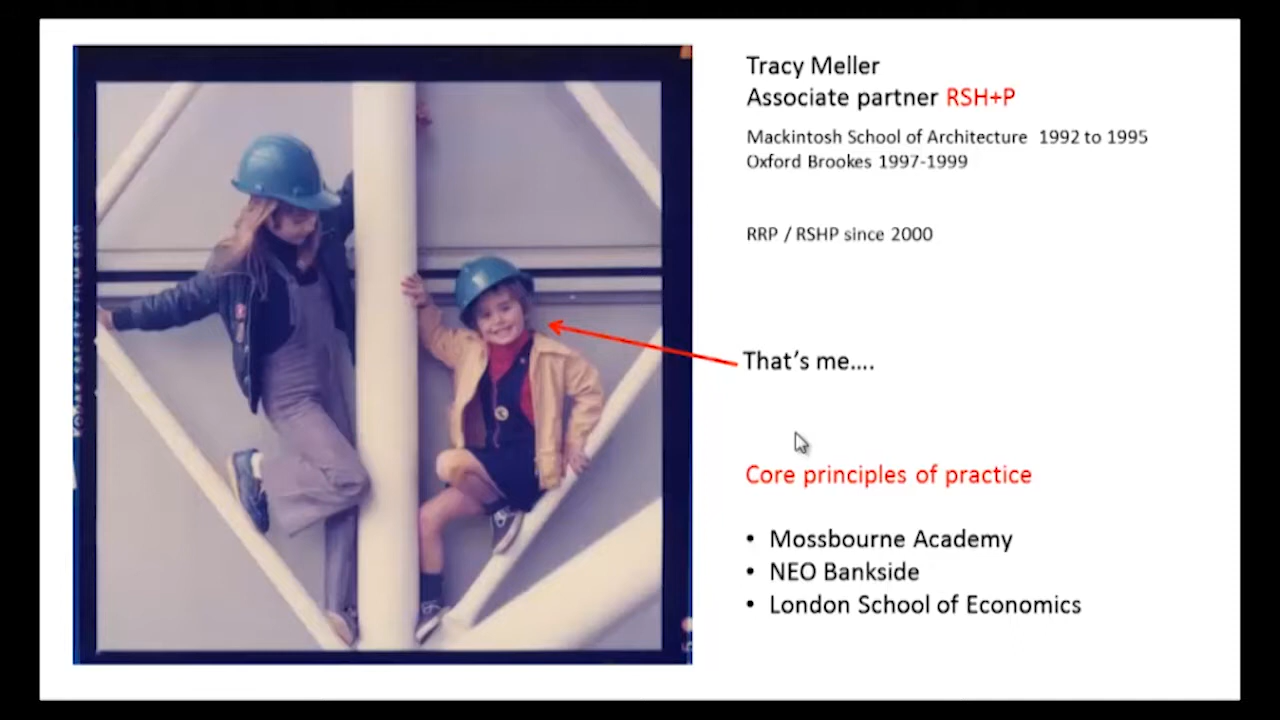 Tracy Meller
Associate partner RSH+P
Mackintosh School of Architecture 1992 to 1995
Oxford Brookes 1997-1999
RRP / RSHP since 2000
That's me....
Core principles of practice
• Mossbourne Academy
• NEO Bankside
• London School of Economics